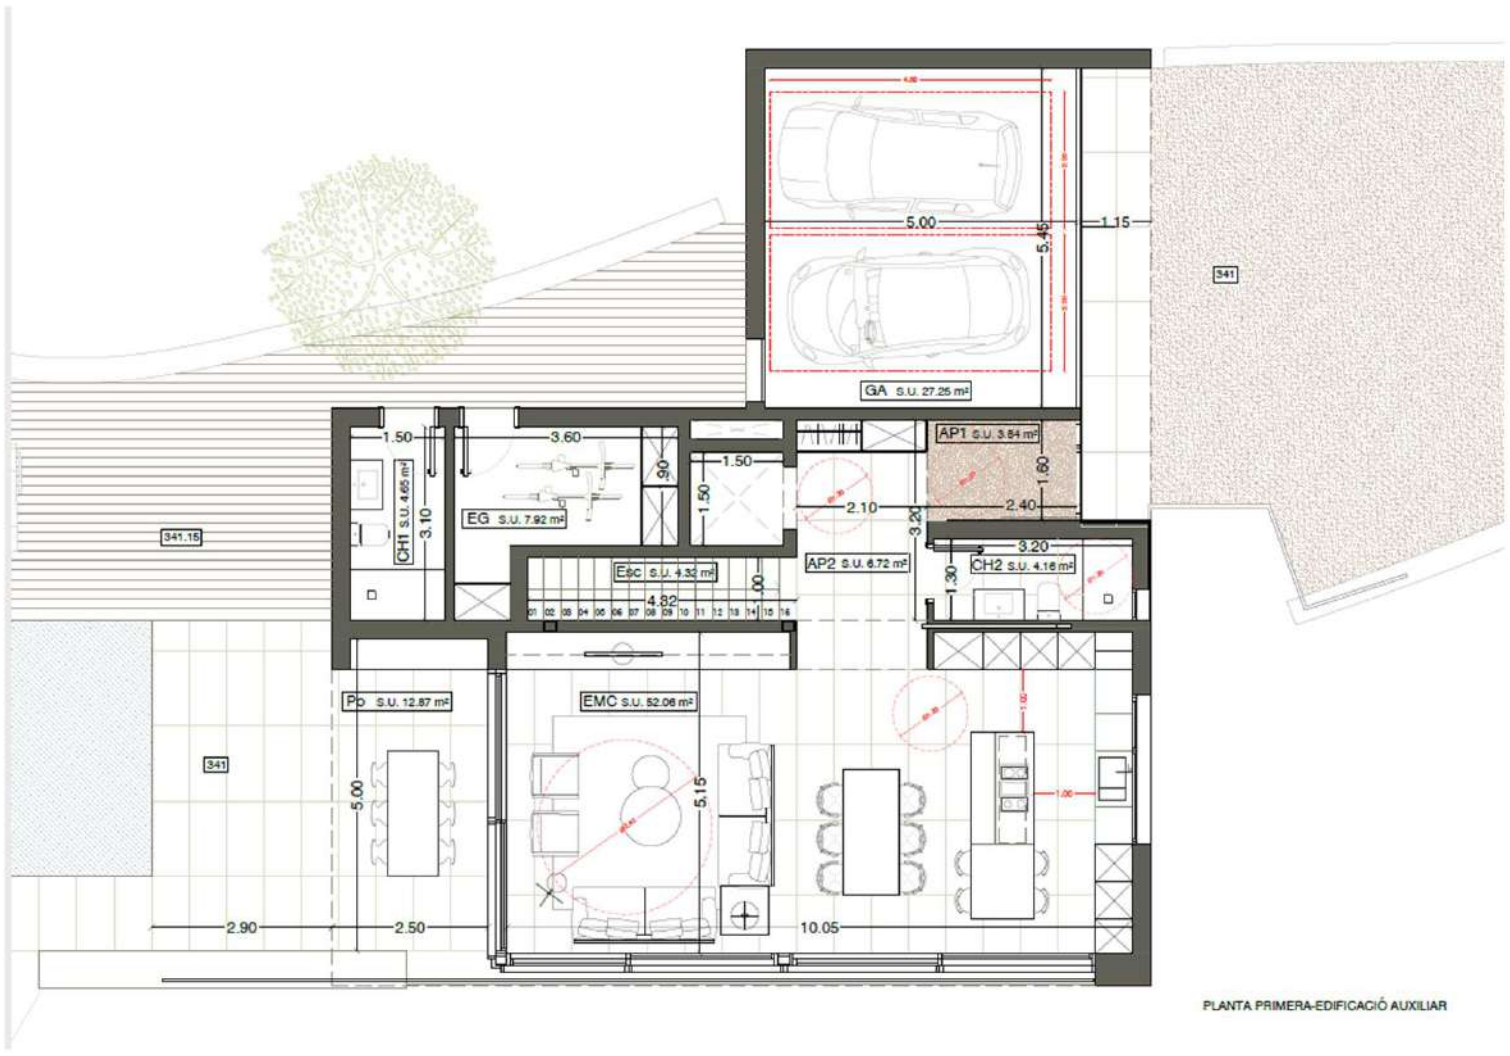 5.00
1.15
5.45
341
GA S.U. 27.25 m²
1.50
3.60
.90
1.50
1.50
AP1 S.U. 3.84 m²
1.60
2.10
2.40
3.20
CH1 S.U. 4.65 m²
3.10
EG S.U. 7.92 m²
341.15
Esc S.U. 4.32 m²
1.00
4.32
01 02 03 04 05 06 07 08 09 10 11 12 13 14 15 16
AP2 S.U. 6.72 m²
3.20
CH2 S.U. 4.16 m²
1.30
Po S.U. 12.87 m²
EMC S.U. 52.06 m²
1.00
341
5.00
5.15
1.00
2.90
2.50
10.05
PLANTA PRIMERA-EDIFICACIÓ AUXILIAR